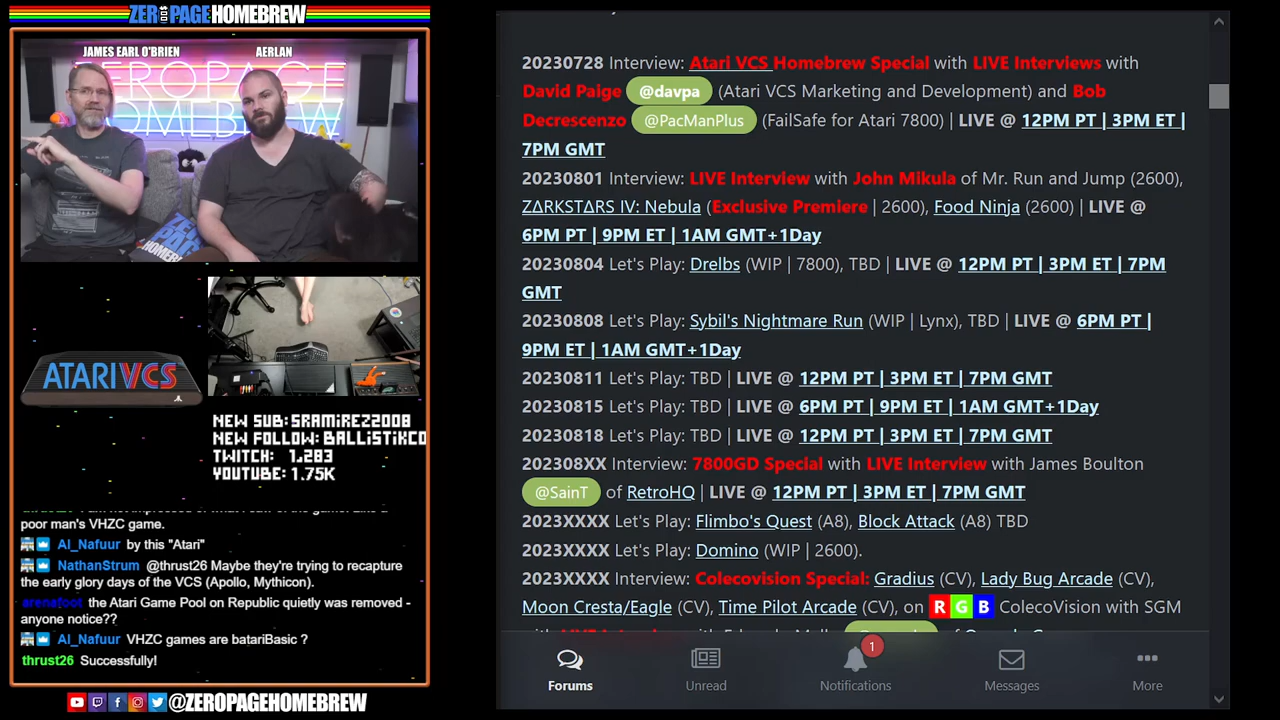 ZEROPAGE HOMEBREW
JAMES EARL O'BRIEN
AERLAN
ZEROPAGE
HOMEBREW
ATARI VCS
NEW SUB: SRAMIREZ2008
NEW FOLLOW: BALLISTIKCO
TWITCH: 1,283
YOUTUBE: 1.75K
poor man's VHZC game.
Al_Nafuur by this "Atari"
NathanStrum @thrust26 Maybe they're trying to recapture
the early glory days of the VCS (Apollo, Mythicon).
arenafoot the Atari Game Pool on Republic quietly was removed -
anyone notice??
Al_Nafuur VHZC games are batariBasic ?
thrust26 Successfully!
@ZEROPAGEHOMEBREW
20230728 Interview: Atari VCS Homebrew Special with LIVE Interviews with
David Paige @davpa (Atari VCS Marketing and Development) and Bob
Decrescenzo @PacManPlus (FailSafe for Atari 7800) | LIVE @ 12PM PT | 3PM ET |
7PM GMT
20230801 Interview: LIVE Interview with John Mikula of Mr. Run and Jump (2600),
Z∆RKST∆RS IV: Nebula (Exclusive Premiere | 2600), Food Ninja (2600) | LIVE @
6PM PT | 9PM ET | 1AM GMT+1Day
20230804 Let's Play: Drelbs (WIP | 7800), TBD | LIVE @ 12PM PT | 3PM ET | 7PM
GMT
20230808 Let's Play: Sybil's Nightmare Run (WIP | Lynx), TBD | LIVE @ 6PM PT |
9PM ET | 1AM GMT+1Day
20230811 Let's Play: TBD | LIVE @ 12PM PT | 3PM ET | 7PM GMT
20230815 Let's Play: TBD | LIVE @ 6PM PT | 9PM ET | 1AM GMT+1Day
20230818 Let's Play: TBD | LIVE @ 12PM PT | 3PM ET | 7PM GMT
202308XX Interview: 7800GD Special with LIVE Interview with James Boulton
@SainT of RetroHQ | LIVE @ 12PM PT | 3PM ET | 7PM GMT
2023XXXX Let's Play: Flimbo's Quest (A8), Block Attack (A8) TBD
2023XXXX Let's Play: Domino (WIP | 2600).
2023XXXX Interview: Colecovision Special: Gradius (CV), Lady Bug Arcade (CV),
Moon Cresta/Eagle (CV), Time Pilot Arcade (CV), on RGB ColecoVision with SGM
1
Forums
Unread
Notifications
Messages
More